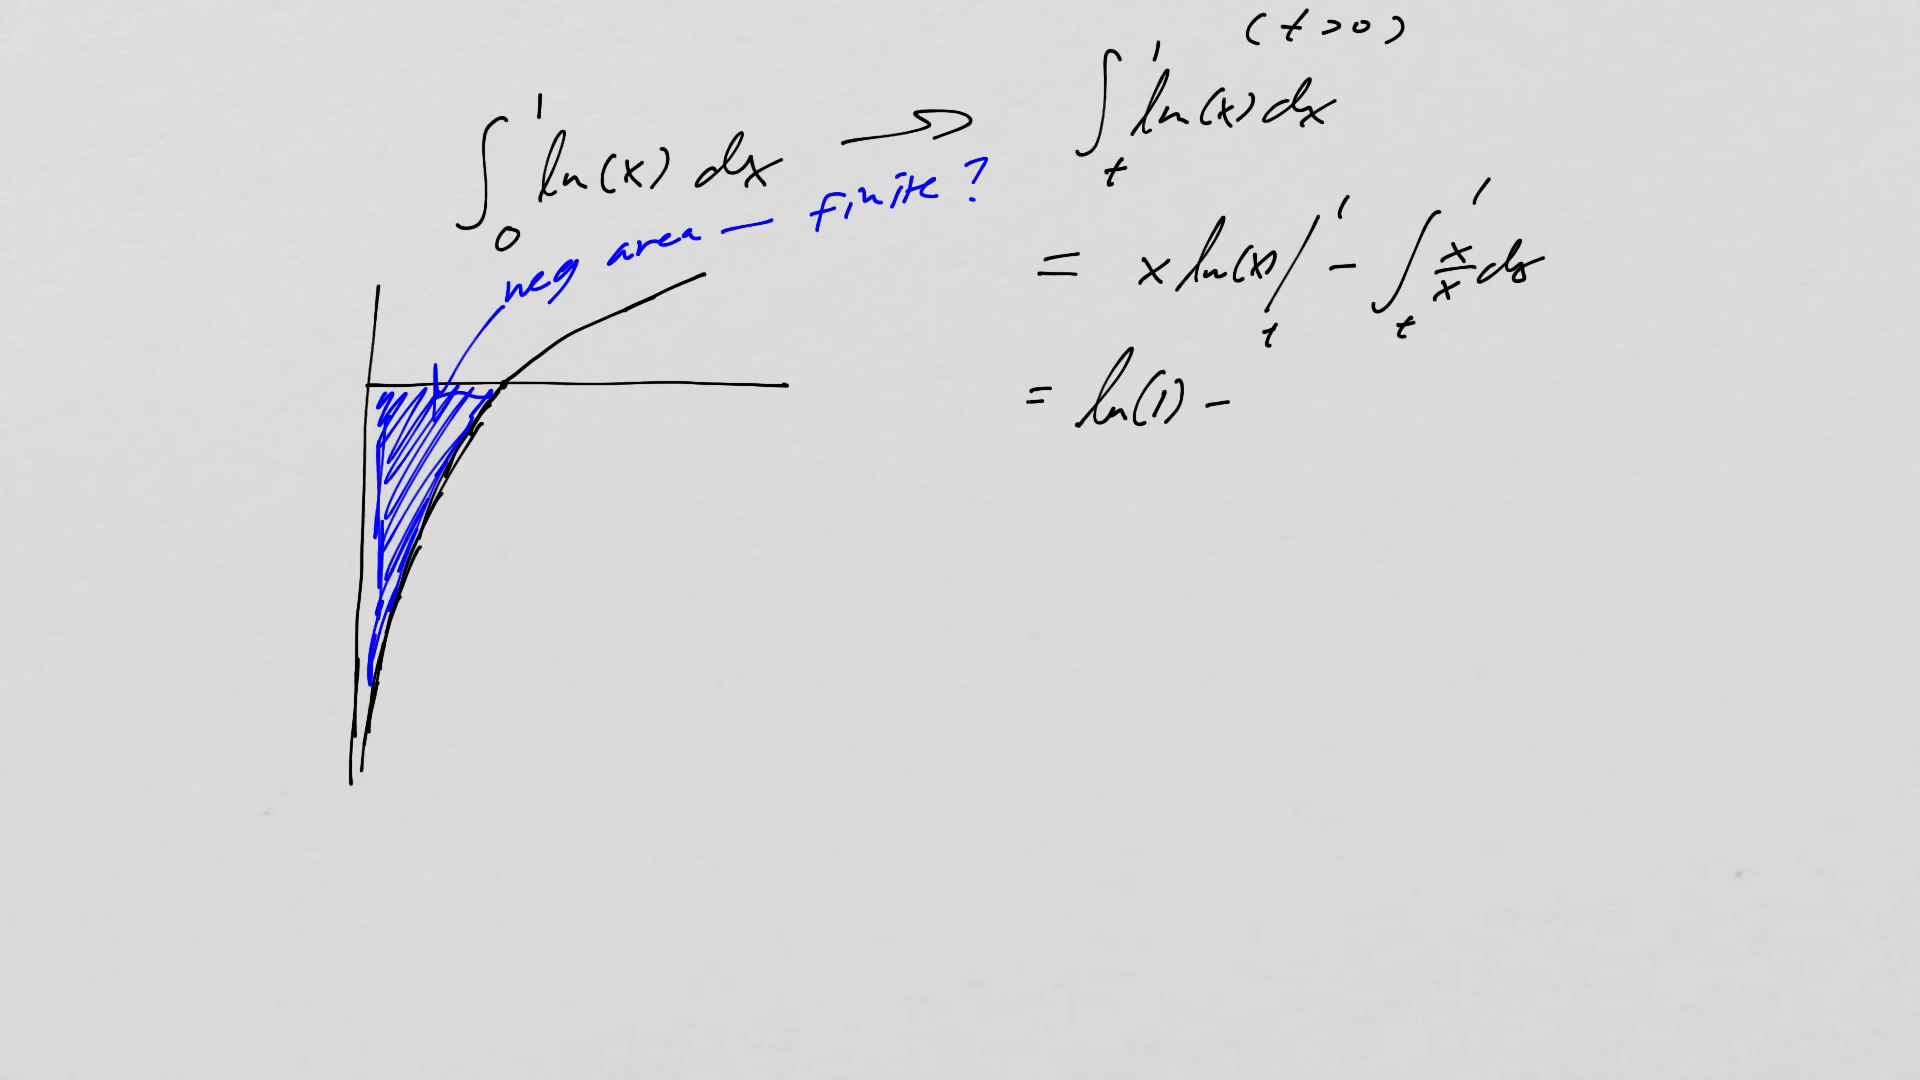 ∫₀¹ ln(x) dx →
neg area — finite?
(t>0)
∫ₜ¹ ln(x) dx
= x ln(x) |ₜ¹ − ∫ₜ¹ x/x dx
= ln(1) −